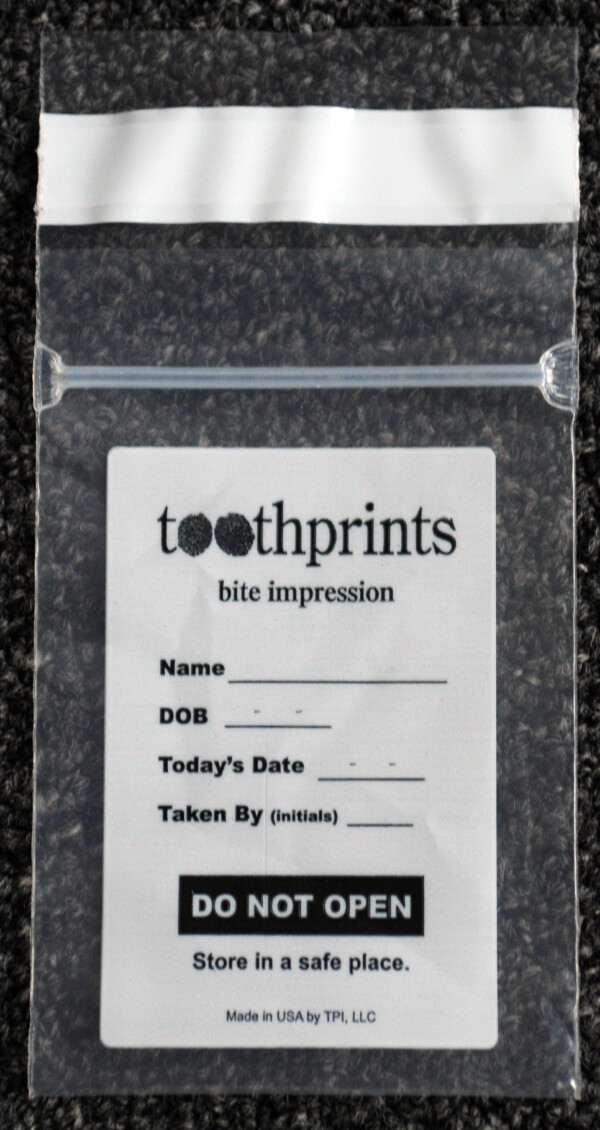 toothprints
bite impression
Name
DOB - -
Today's Date - -
Taken By (initials)
DO NOT OPEN
Store in a safe place.
Made in USA by TPI, LLC